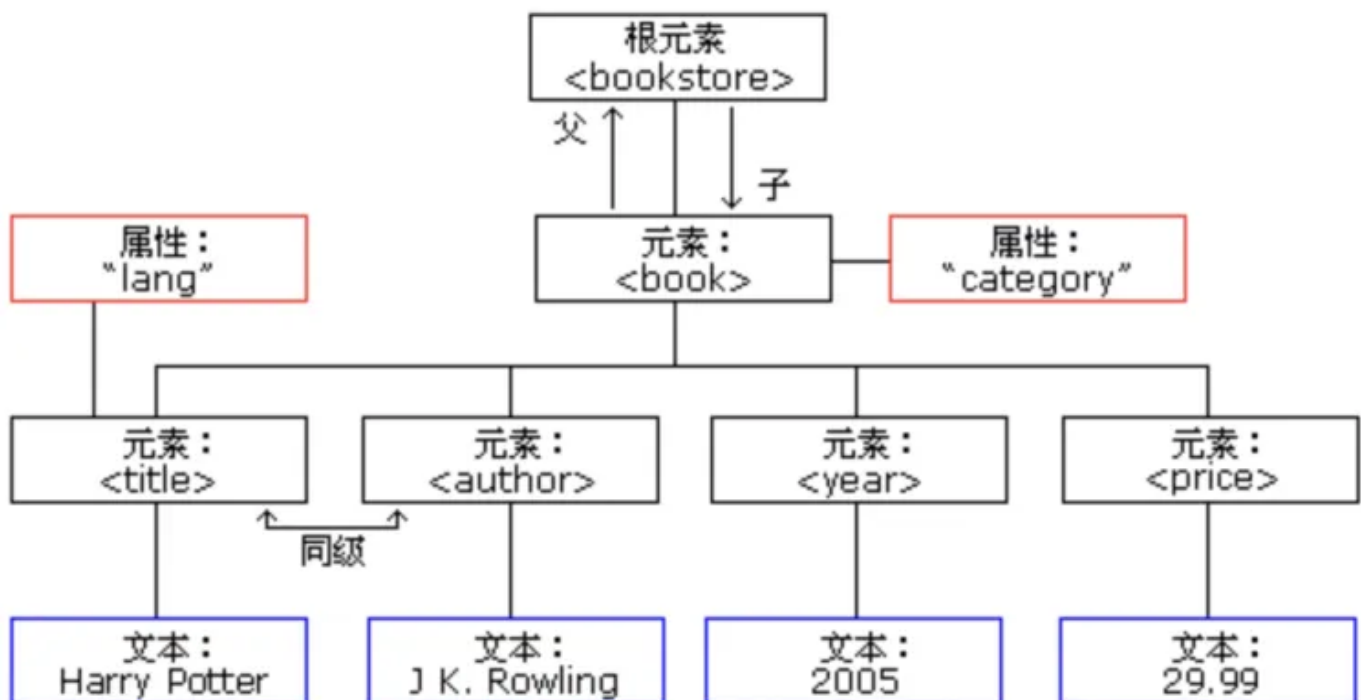 根元素
<bookstore>
父
子
属性：
“lang”
元素：
<book>
属性：
“category”
元素：
<title>
元素：
<author>
元素：
<year>
元素：
<price>
同级
文本：
Harry Potter
文本：
J K. Rowling
文本：
2005
文本：
29.99